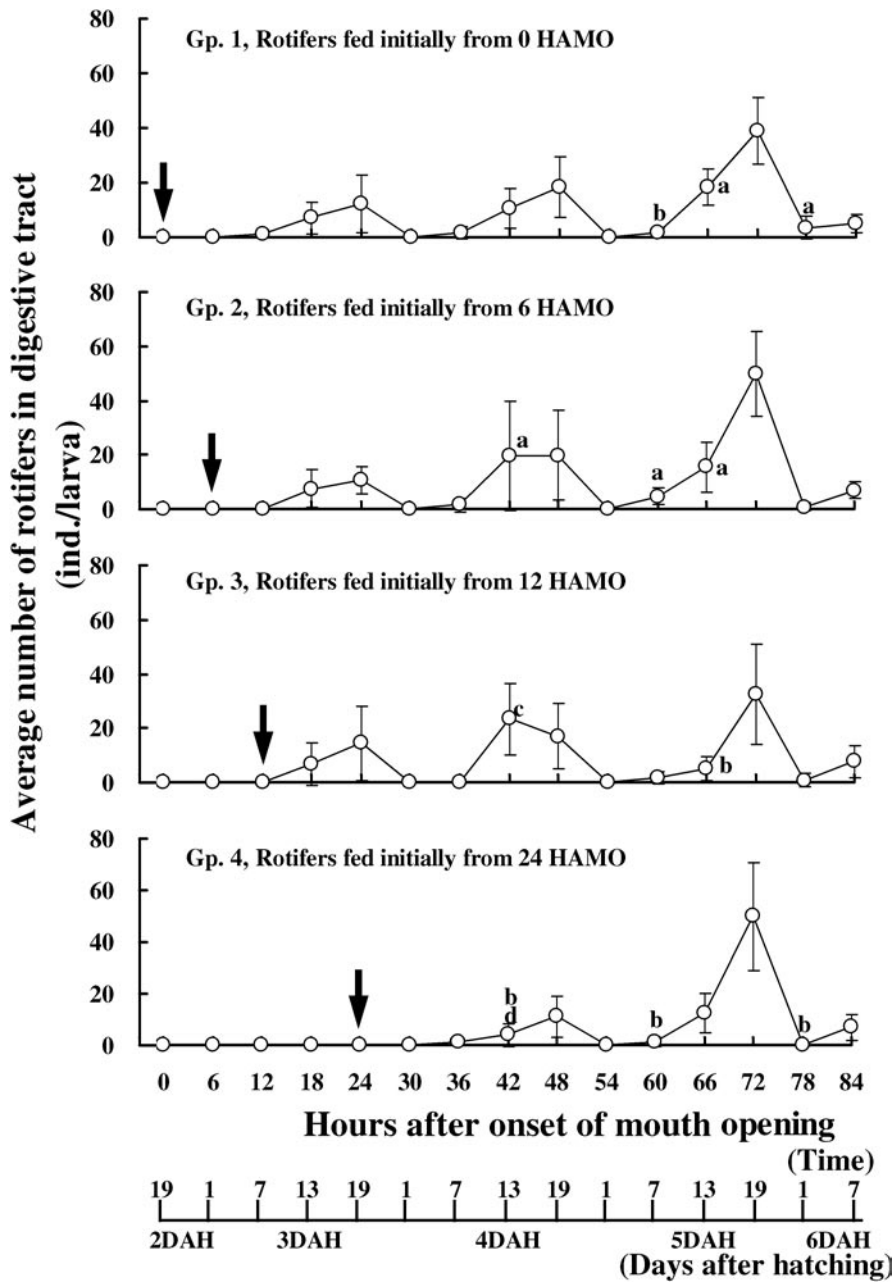 Average number of rotifers in digestive tract
(ind./larva)
Gp. 1, Rotifers fed initially from 0 HAMO
80
60
40
20
0
b
a
a
Gp. 2, Rotifers fed initially from 6 HAMO
80
60
40
20
0
a
a
a
Gp. 3, Rotifers fed initially from 12 HAMO
80
60
40
20
0
c
b
Gp. 4, Rotifers fed initially from 24 HAMO
80
60
40
20
0
b
d
b
b
0 6 12 18 24 30 36 42 48 54 60 66 72 78 84
Hours after onset of mouth opening
(Time)
19 1 7 13 19 1 7 13 19 1 7 13 19 1 7
2DAH 3DAH 4DAH 5DAH 6DAH
(Days after hatching)